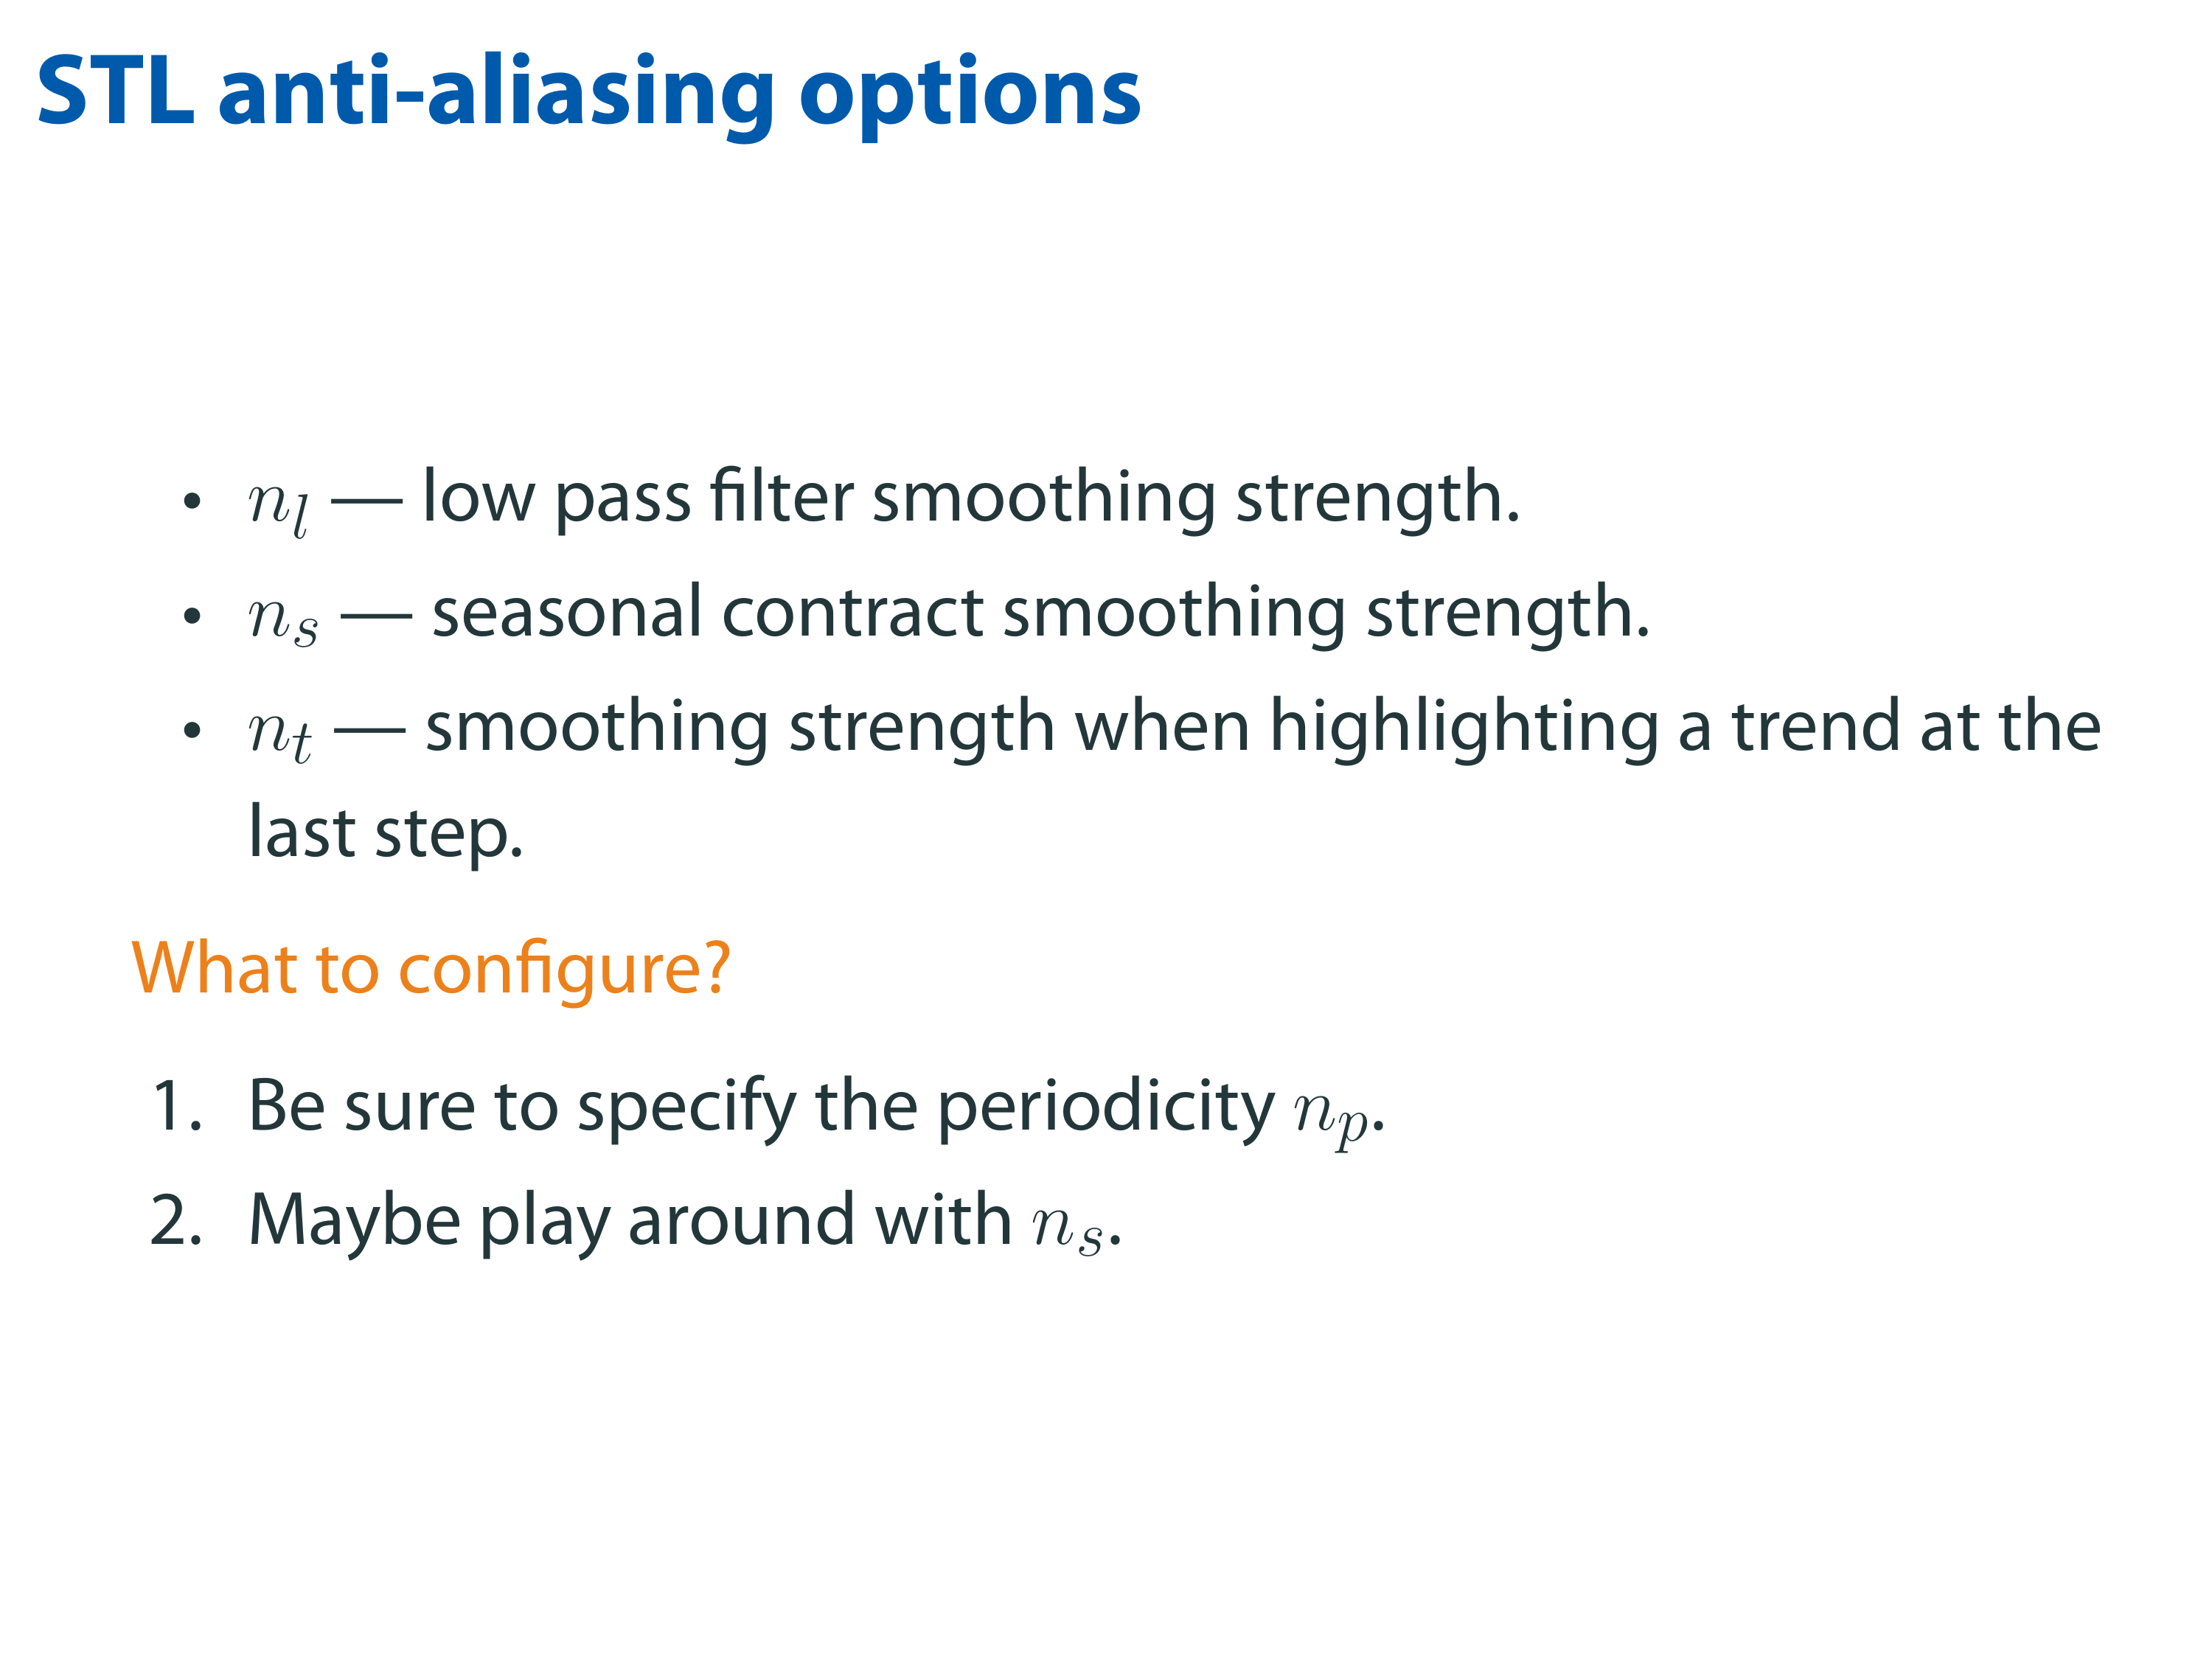 STL anti-aliasing options
• $n_l$ — low pass filter smoothing strength.
• $n_s$ — seasonal contract smoothing strength.
• $n_t$ — smoothing strength when highlighting a trend at the
last step.
What to configure?
1. Be sure to specify the periodicity $n_p$.
2. Maybe play around with $n_s$.